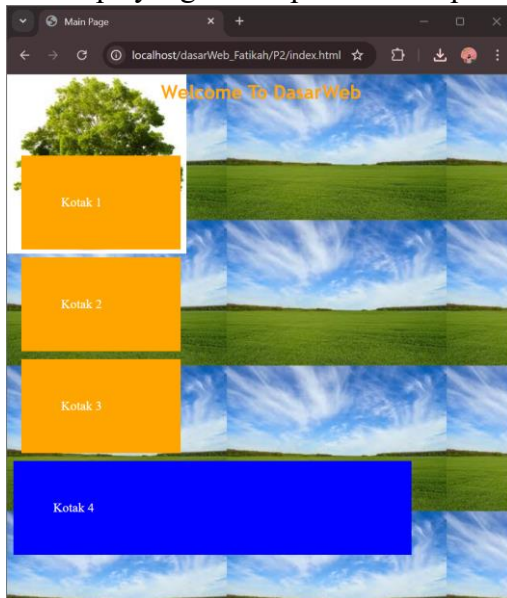 Main Page
localhost/dasarWeb_Fatikah/P2/index.html
Welcome To DasarWeb
Kotak 1
Kotak 2
Kotak 3
Kotak 4